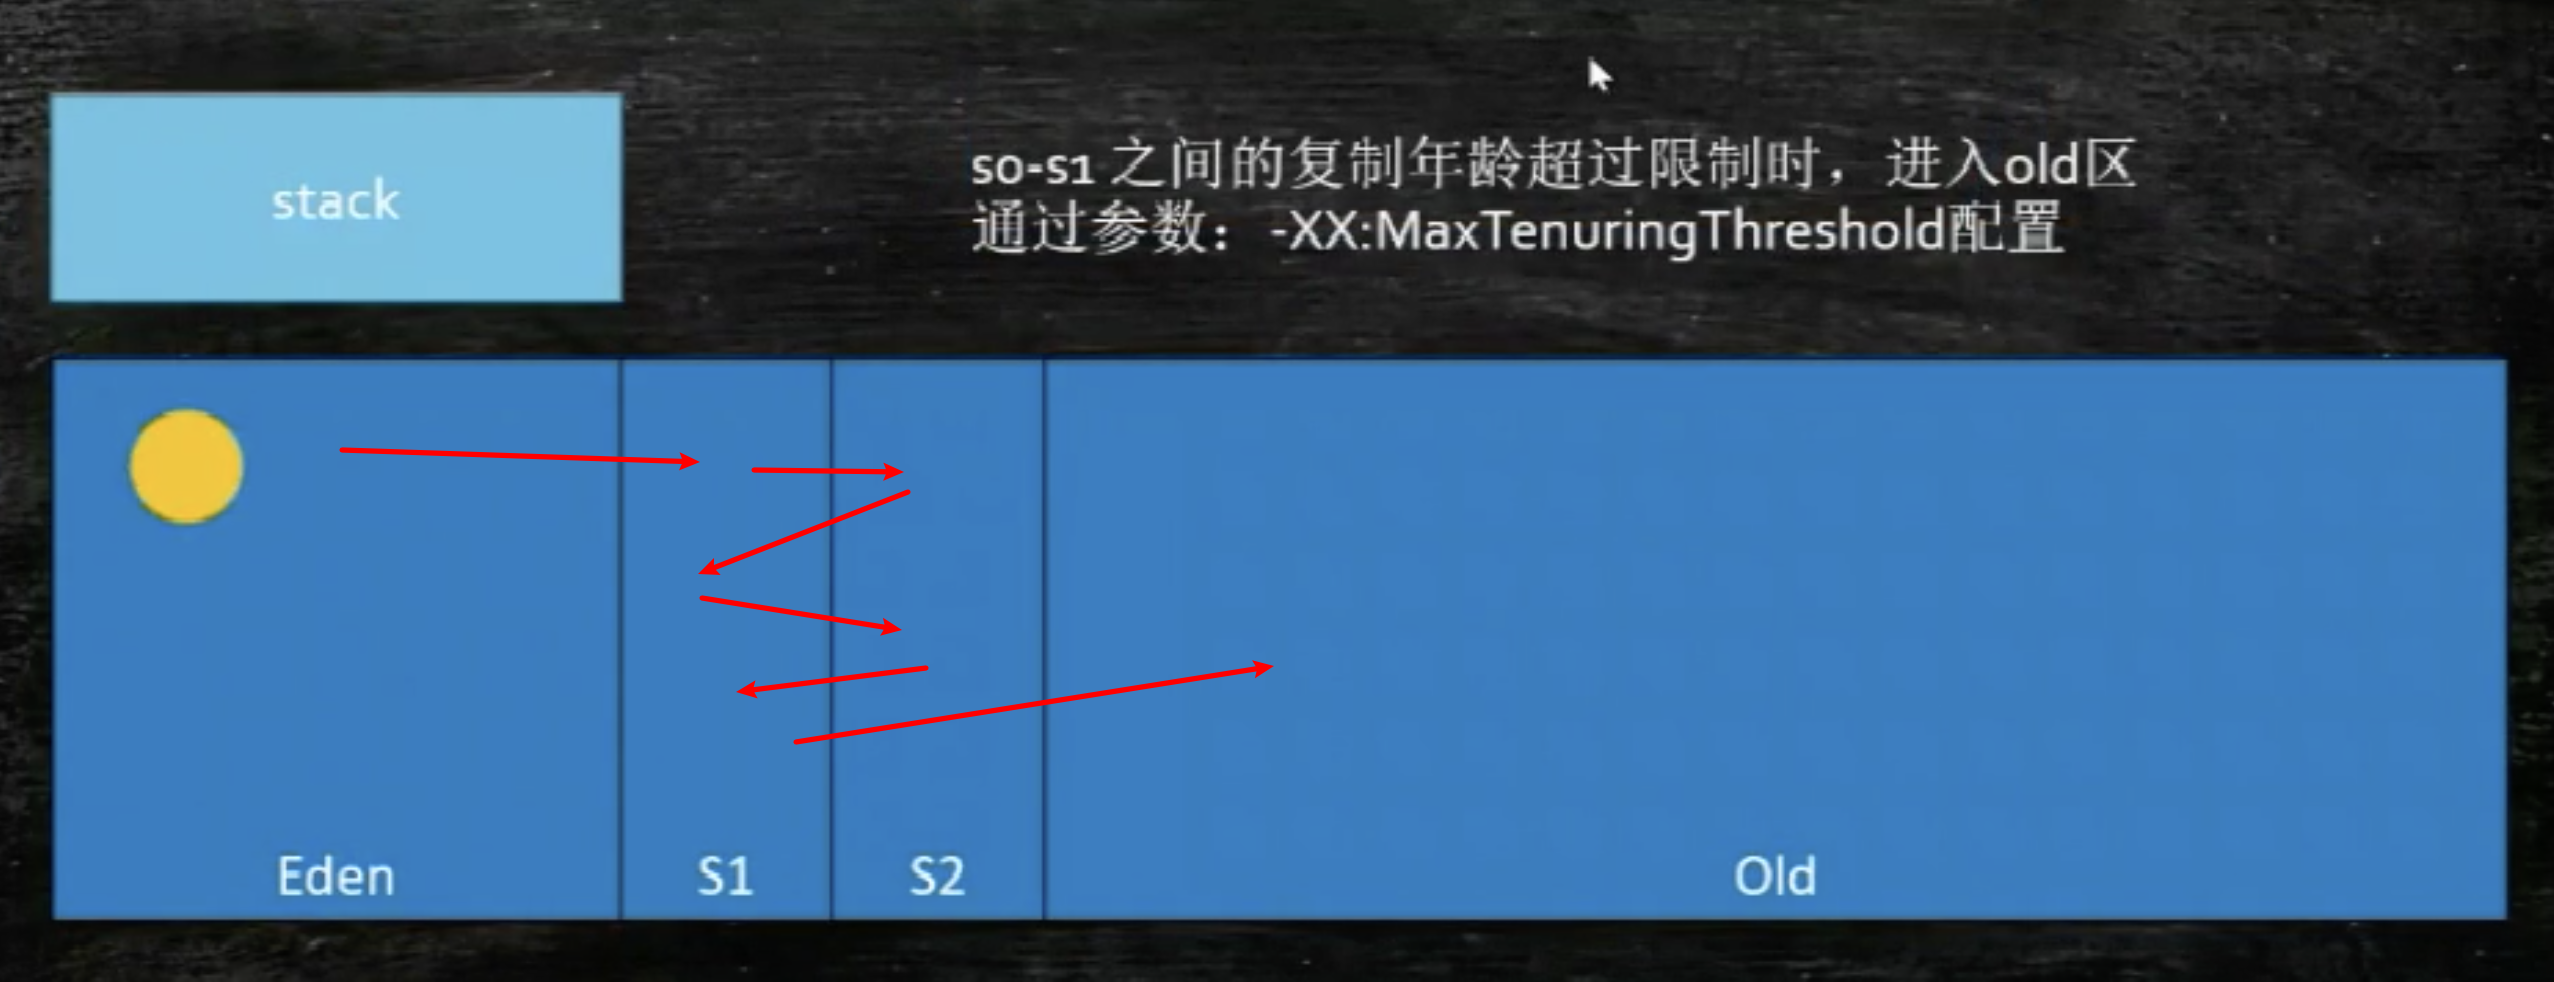 stack
s0-s1 之间的复制年龄超过限制时，进入old区
通过参数：-XX:MaxTenuringThreshold配置
Eden
S1
S2
Old